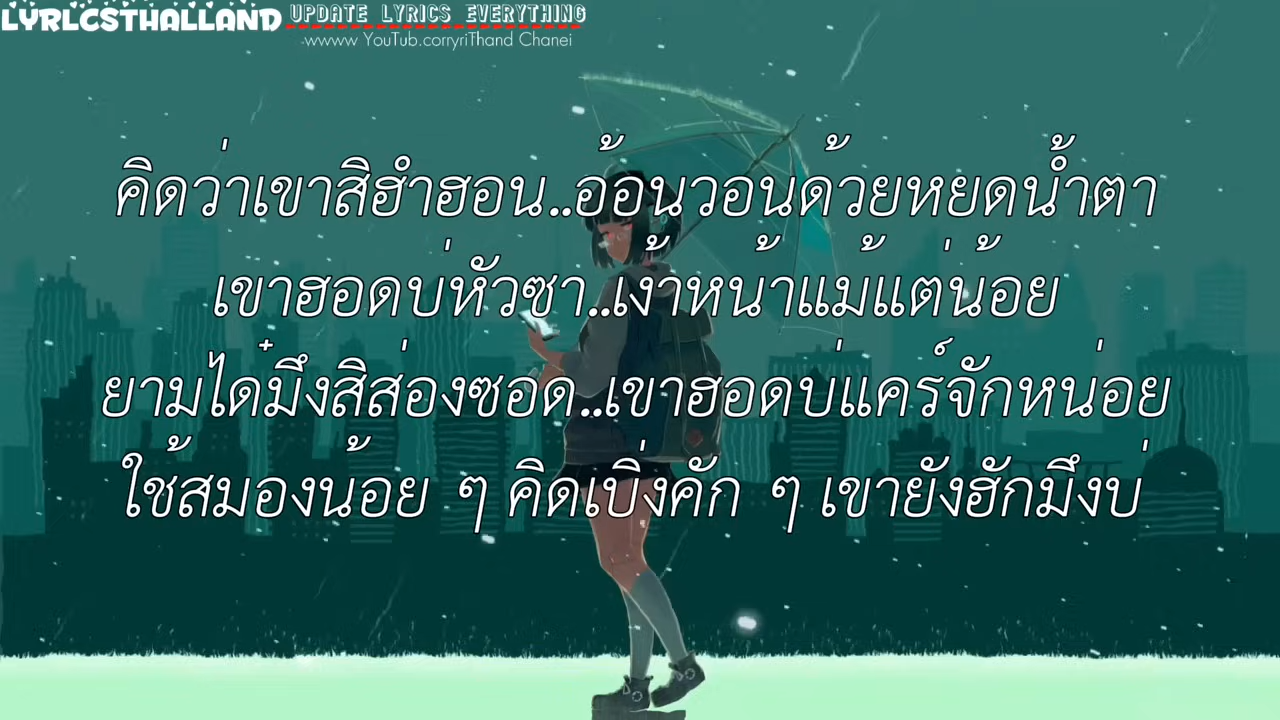 LYRLCSTHALLAND
UPDATE LYRICS EVERYTHING
-wwww YouTub.corryriThand Chanei
คิดว่าเขาสิฮำฮอน..อ้อนวอนด้วยหยดน้ำตา
เขาฮอดบ่หัวซา..เง้าหน้าแม้แต่น้อย
ยามได๋มึงสิส่องซอด..เขาฮอดบ่แคร์จักหน่อย
ใช้สมองน้อย ๆ คิดเบิ่งคัก ๆ เขายังฮักมึงบ่